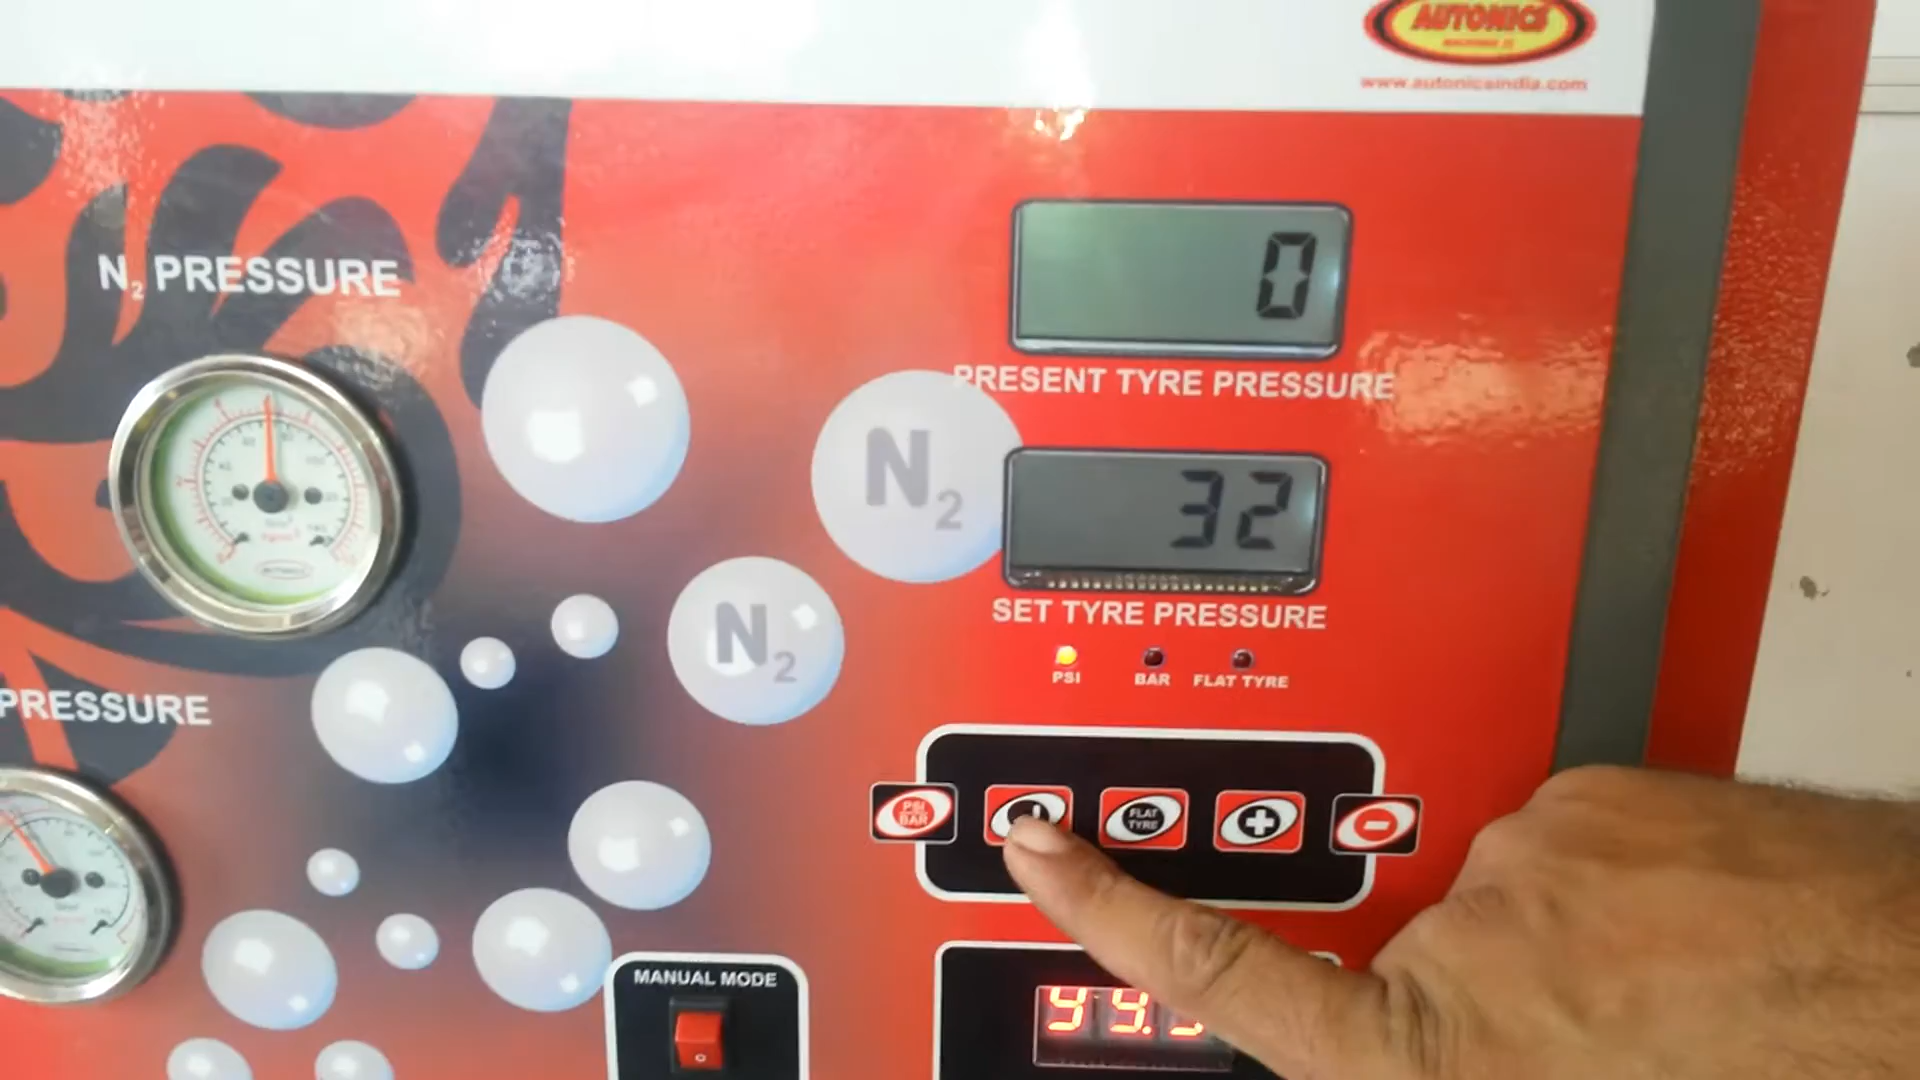 AUTONICS
www.autonicsindia.com
0
N2 PRESSURE
PRESENT TYRE PRESSURE
N2
32
SET TYRE PRESSURE
N2
PSI
BAR
FLAT TYRE
PRESSURE
PSI
BAR
FLAT
TYRE
MANUAL MODE